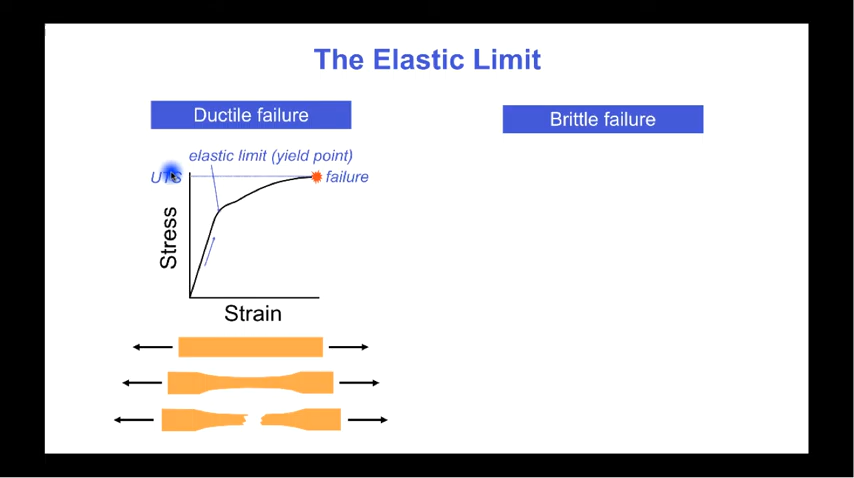 The Elastic Limit
Ductile failure
Brittle failure
elastic limit (yield point)
UTS
failure
Stress
Strain